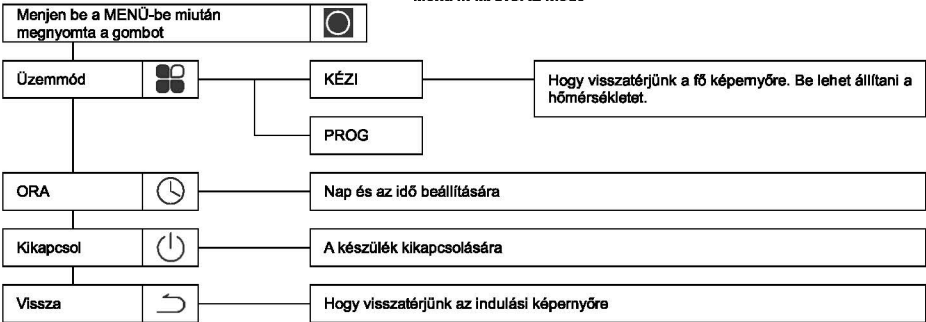 Menjen be a MENÜ-be miután
megnyomta a gombot
Üzemmód
KÉZI
Hogy visszatérjünk a fő képernyőre. Be lehet állítani a
hőmérsékletet.
PROG
ORA
Nap és az idő beállítására
Kikapcsol
A készülék kikapcsolására
Vissza
Hogy visszatérjünk az indulási képernyőre